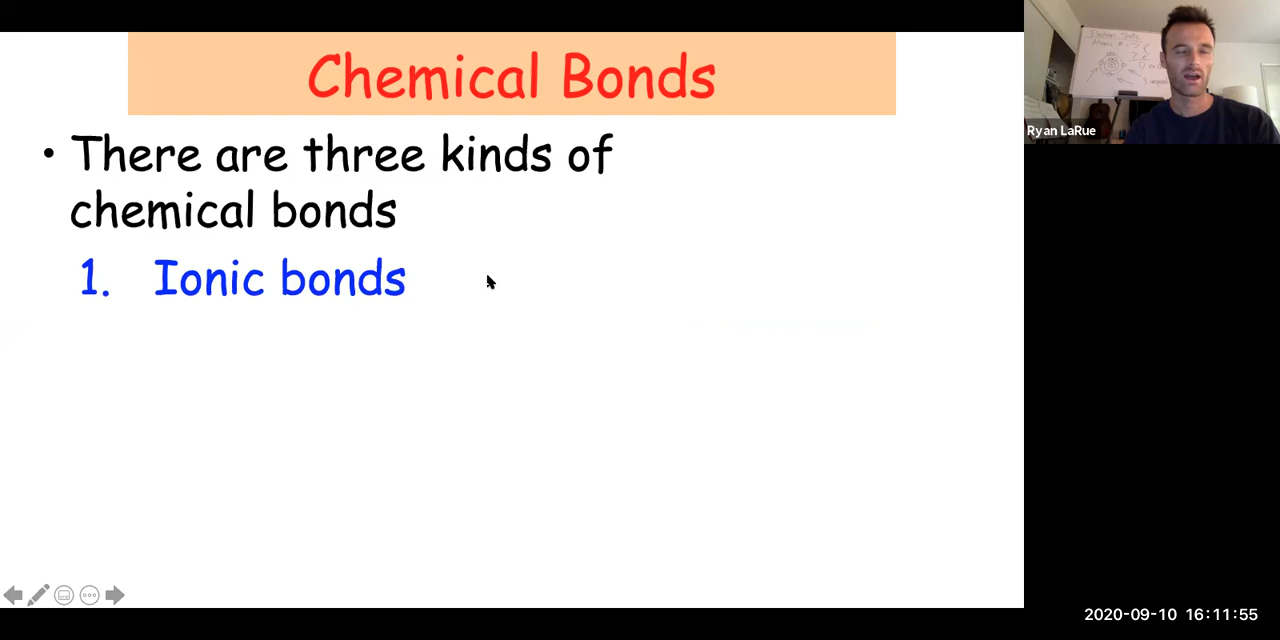 Chemical Bonds
• There are three kinds of
chemical bonds
1. Ionic bonds
Ryan LaRue
2020-09-10 16:11:55